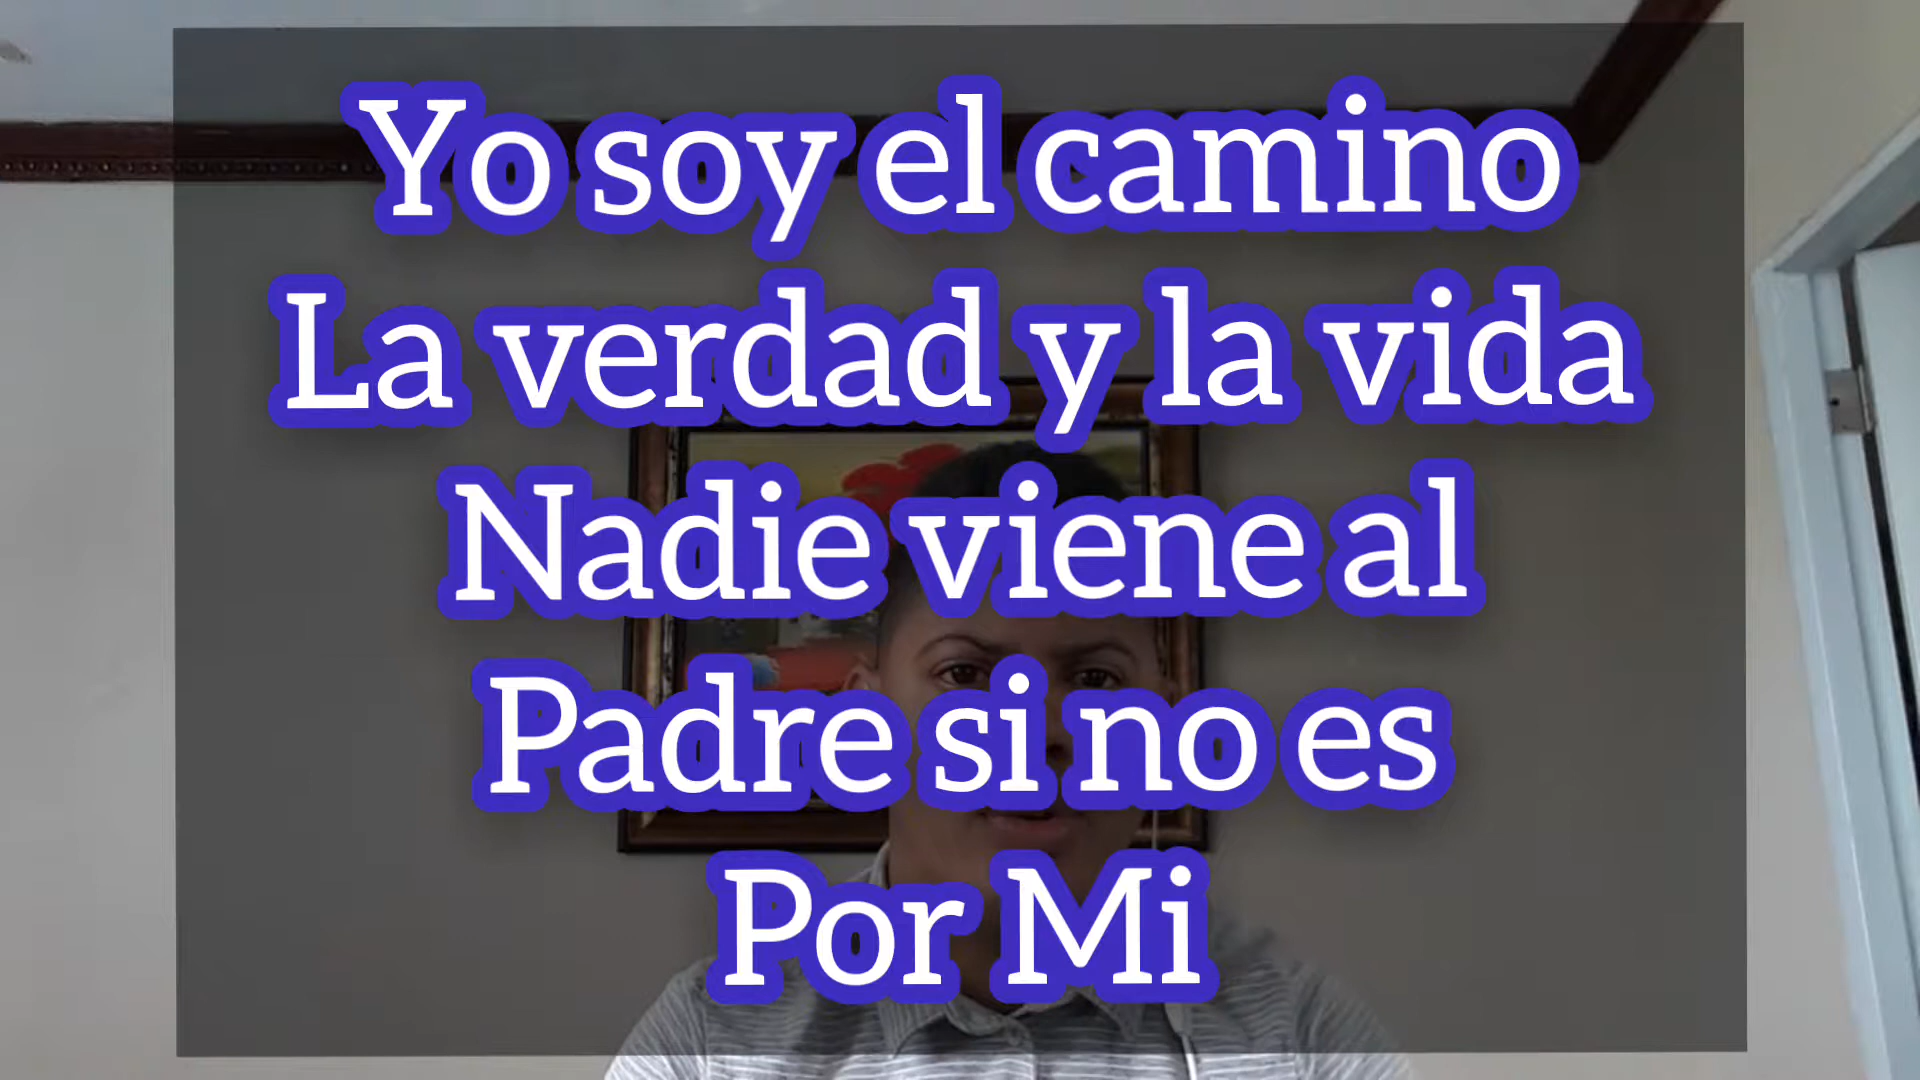 Yo soy el camino
La verdad y la vida
Nadie viene al
Padre si no es
Por Mi